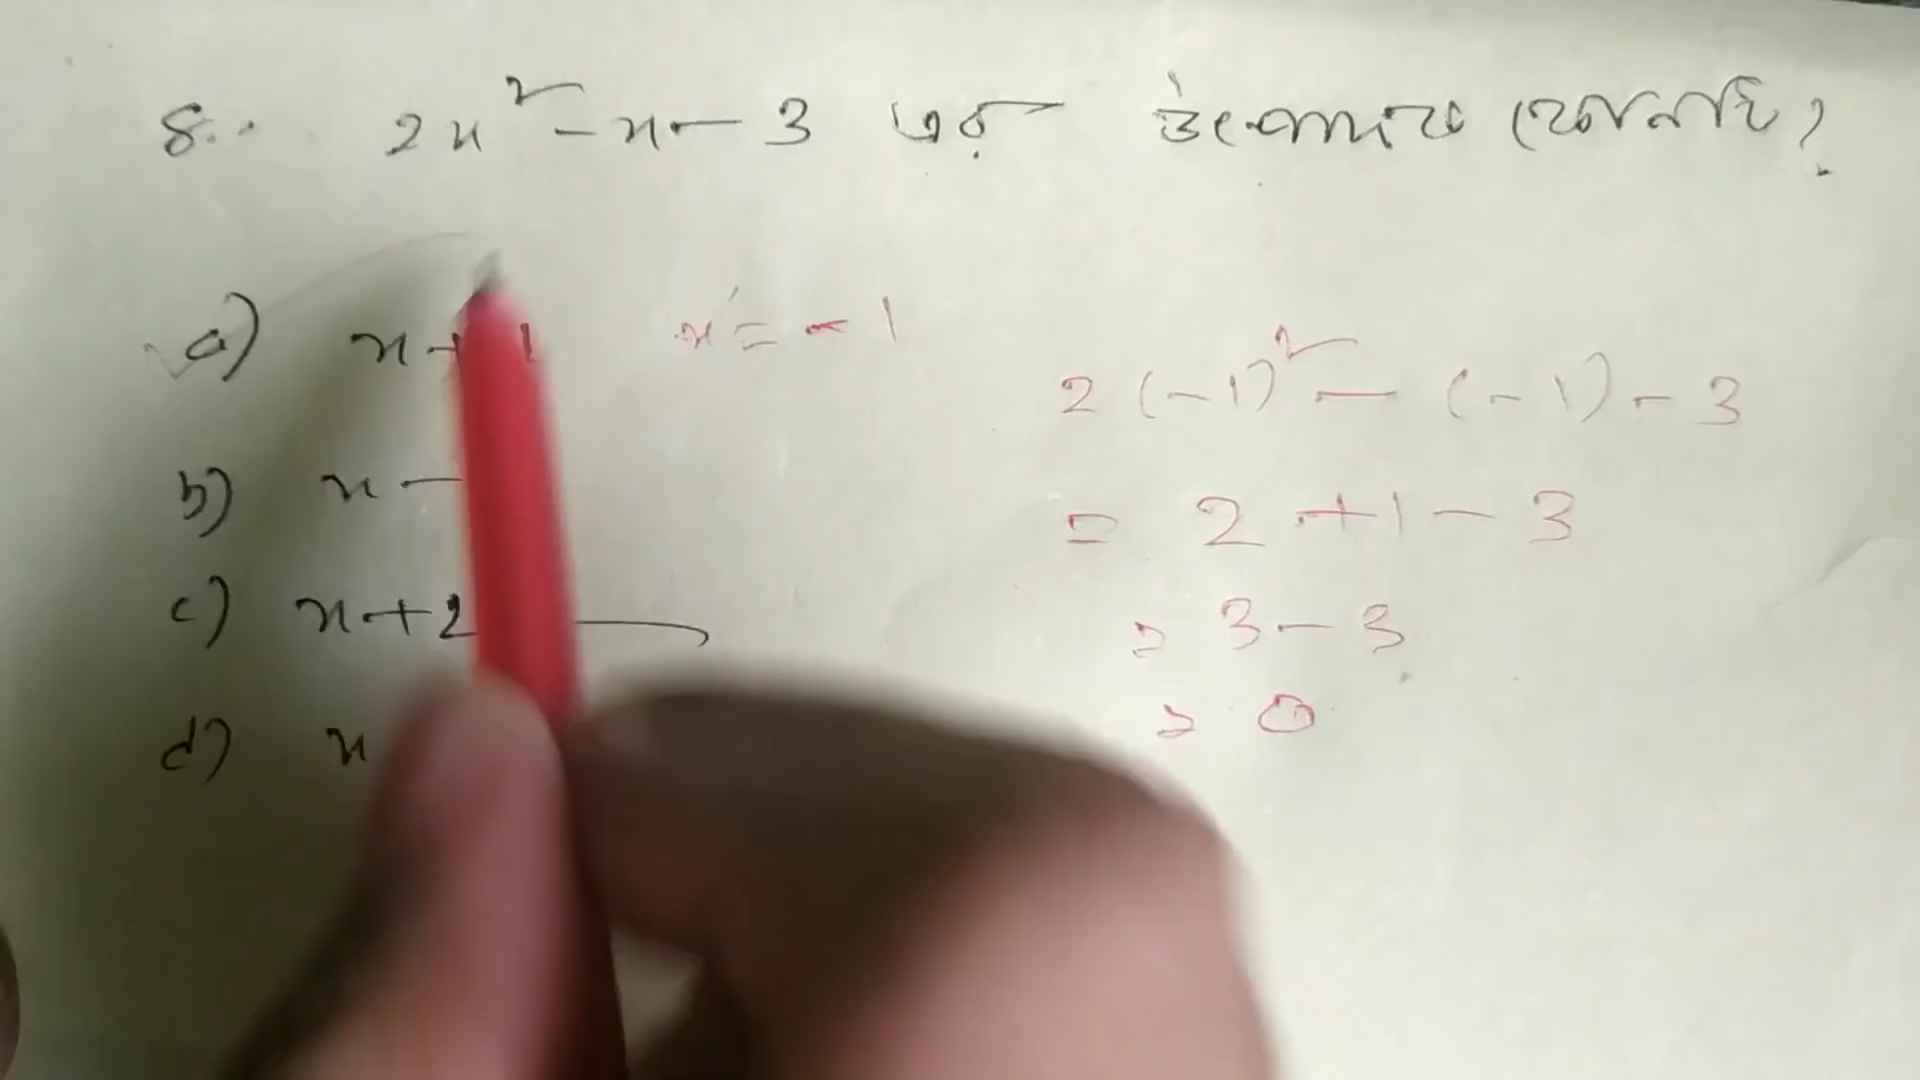 8. 2x² - x - 3 এর উৎপাদক কোনটি?
a) x + 1 x = - 1
2 (-1)² - (-1) - 3
b) x -
= 2 + 1 - 3
c) x + 2
= 3 - 3
d) x
= 0